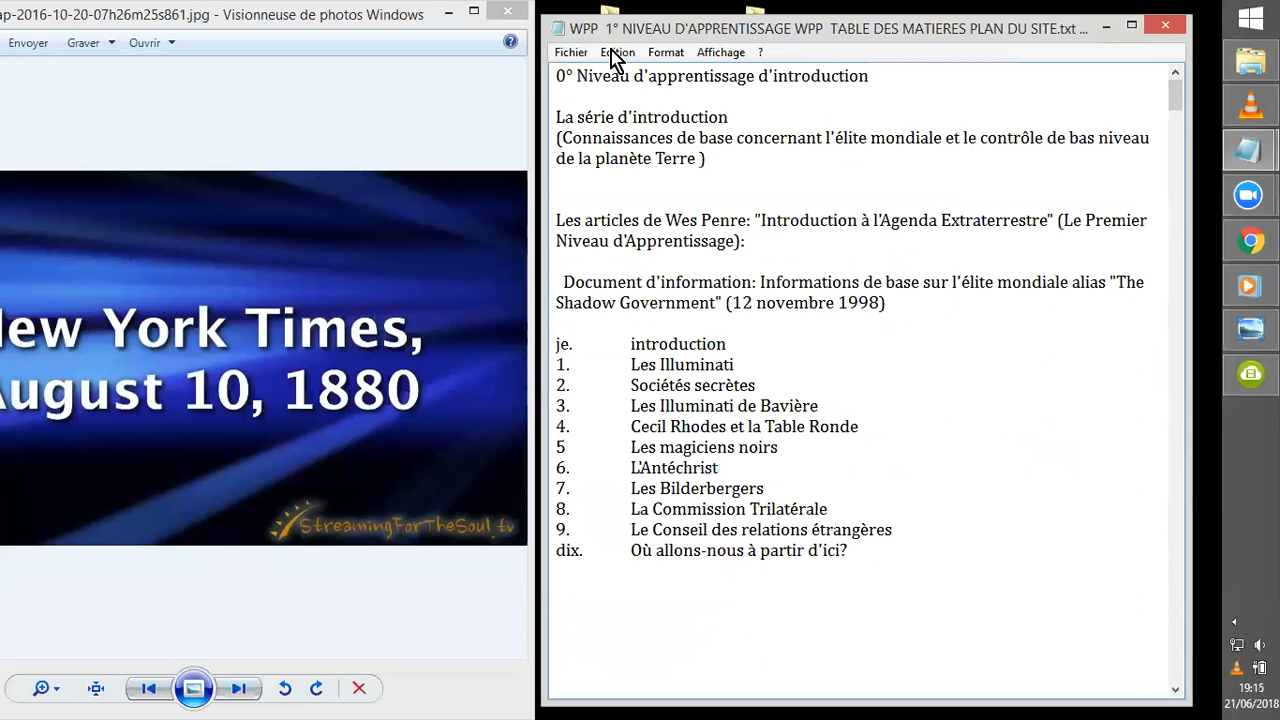 ap-2016-10-20-07h26m25s861.jpg - Visionneuse de photos Windows
Envoyer Graver Ouvrir
New York Times,
August 10, 1880
StreamingForTheSoul.tv
WPP 1° NIVEAU D'APPRENTISSAGE WPP TABLE DES MATIERES PLAN DU SITE.txt ...
Fichier Edition Format Affichage ?
0° Niveau d'apprentissage d'introduction
La série d'introduction
(Connaissances de base concernant l'élite mondiale et le contrôle de bas niveau
de la planète Terre )
Les articles de Wes Penre: "Introduction à l'Agenda Extraterrestre" (Le Premier
Niveau d'Apprentissage):
Document d'information: Informations de base sur l'élite mondiale alias "The
Shadow Government" (12 novembre 1998)
je. introduction
1. Les Illuminati
2. Sociétés secrètes
3. Les Illuminati de Bavière
4. Cecil Rhodes et la Table Ronde
5 Les magiciens noirs
6. L'Antéchrist
7. Les Bilderbergers
8. La Commission Trilatérale
9. Le Conseil des relations étrangères
dix. Où allons-nous à partir d'ici?
19:15
21/06/2018